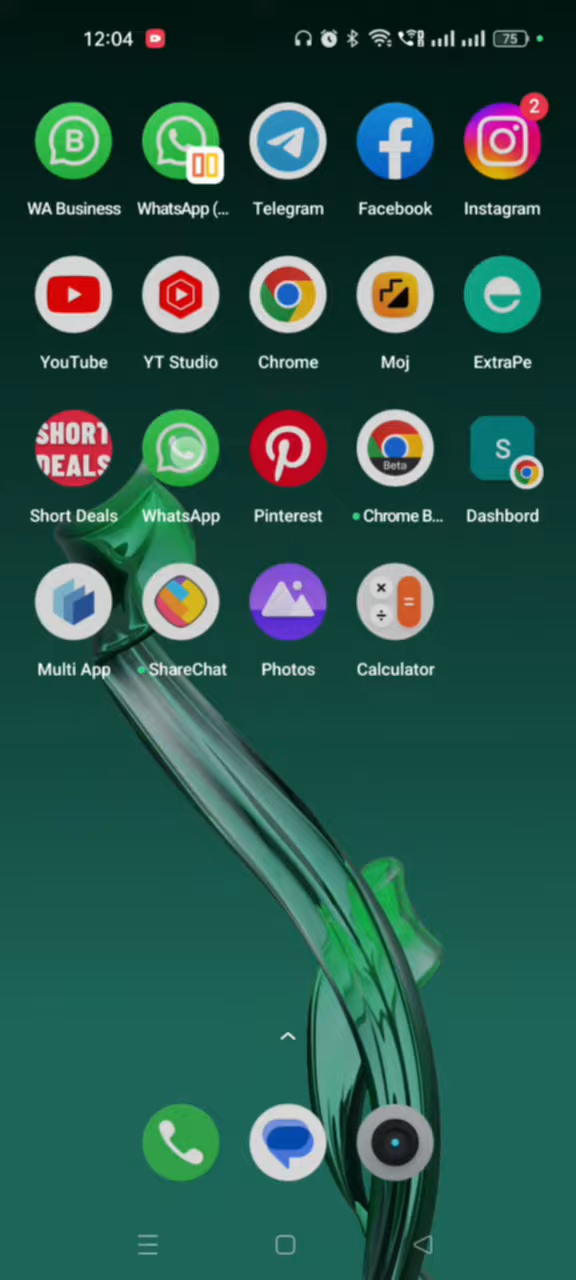 12:04
75
2
WA Business WhatsApp (... Telegram Facebook Instagram
YouTube YT Studio Chrome Moj ExtraPe
SHORT
DEALS
Beta
S
Short Deals WhatsApp Pinterest Chrome B... Dashbord
Multi App ShareChat Photos Calculator